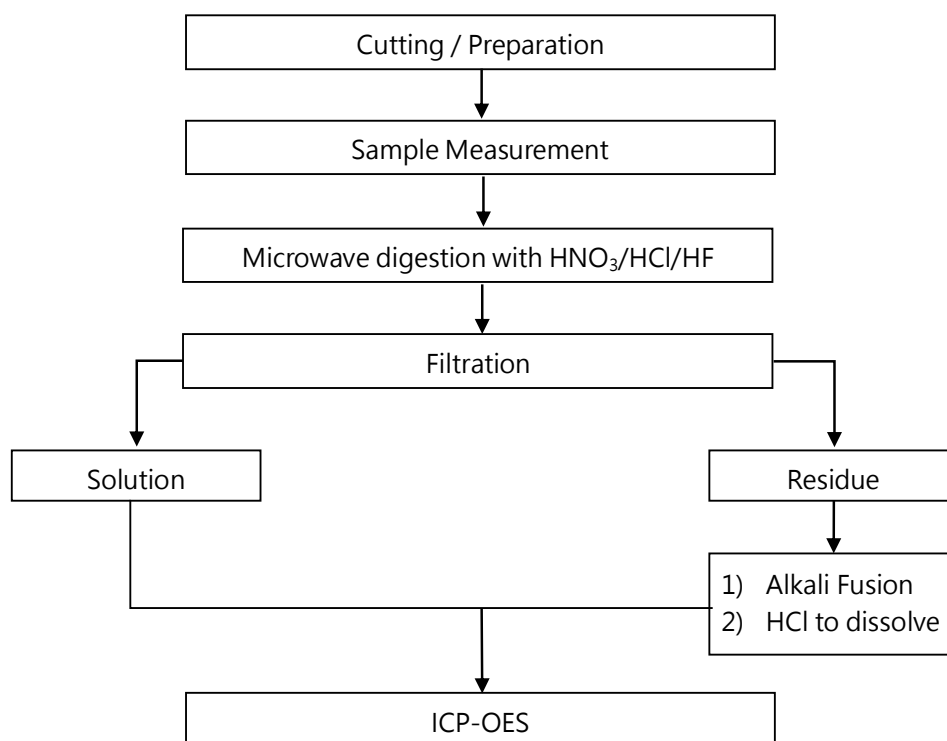 Cutting / Preparation
Sample Measurement
Microwave digestion with HNO₃/HCl/HF
Filtration
Solution
Residue
1) Alkali Fusion
2) HCl to dissolve
ICP-OES